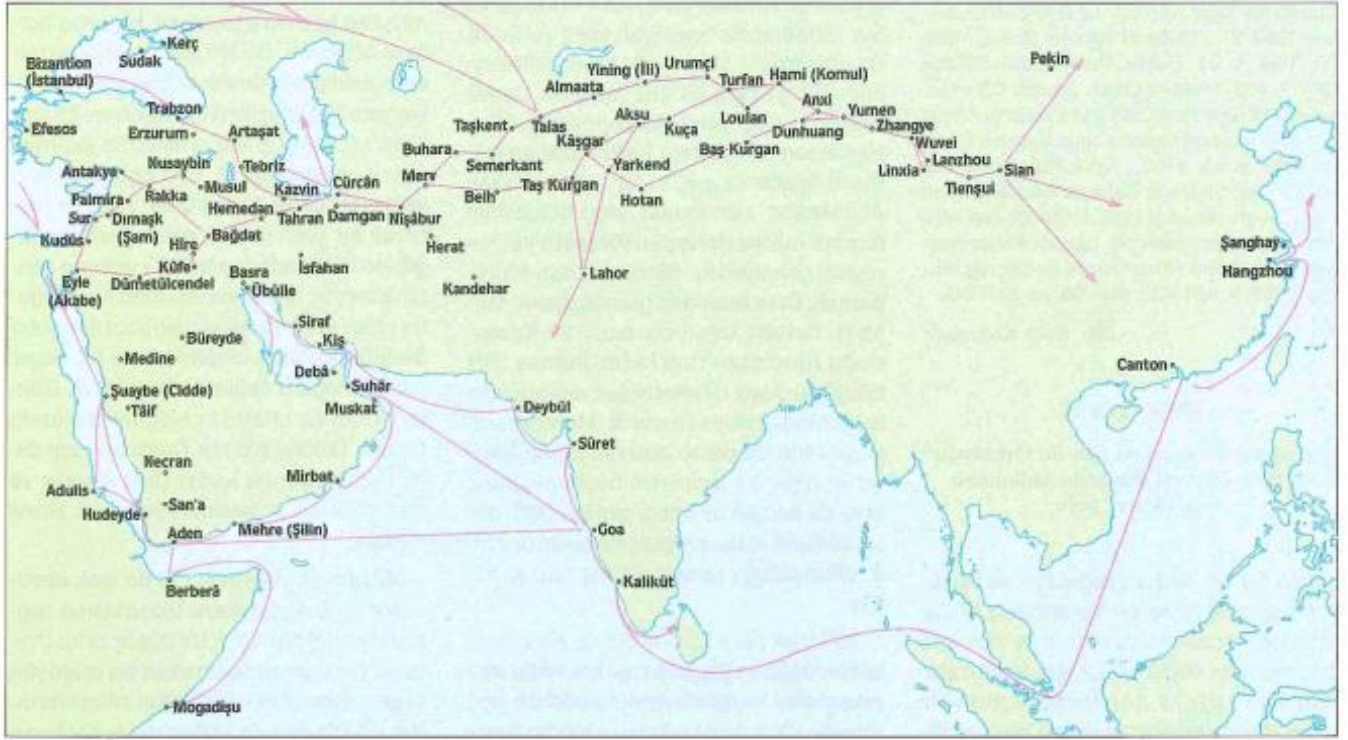 Kerç
Sudak
Bizantion
(İstanbul)
Efesos
Trabzon
Erzurum
Artaşat
Nusaybin
Tebriz
Antakya
Rakka
Musul
Kazvin
Cürcân
Palmira
Hemedan
Tahran
Damgan
Nişâbur
Sur
Dımaşk
(Şam)
Bağdat
Kudüs
Hire
Kûfe
Herat
Eyle
(Akabe)
Dûmetülcendel
Basra
Übülle
İsfahan
Kandehar
Siraf
Kiş
Büreyde
Medine
Debâ
Suhâr
Muskat
Şuaybe (Cidde)
Tâif
Necran
Mirbat
Adulis
San'a
Hudeyde
Aden
Mehre (Şilin)
Berberâ
Mogadişu
Buhara
Merv
Semerkant
Belh
Taşkent
Talas
Almaata
Yining (İli)
Urumçi
Turfan
Hami (Komul)
Aksu
Kuça
Loulan
Anxi
Yumen
Dunhuang
Zhangye
Kâşgar
Baş Kurgan
Wuvei
Yarkend
Taş Kurgan
Hotan
Linxia
Lanzhou
Sian
Tienşui
Pekin
Lahor
Şanghay
Hangzhou
Canton
Deybül
Sûret
Goa
Kaliküt